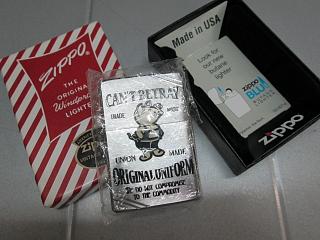 ZIPPO
THE
ORIGINAL
Windproof
LIGHTER
ZIPPO
CAN'T BETRAY
TRADE MARK
UNION MADE
ORIGINAL UNIFORM
DO NOT COMPROMISE
TO THE COMMODITY
Made in USA
Look for
our new
butane
lighter
zippo
BLU
zippo